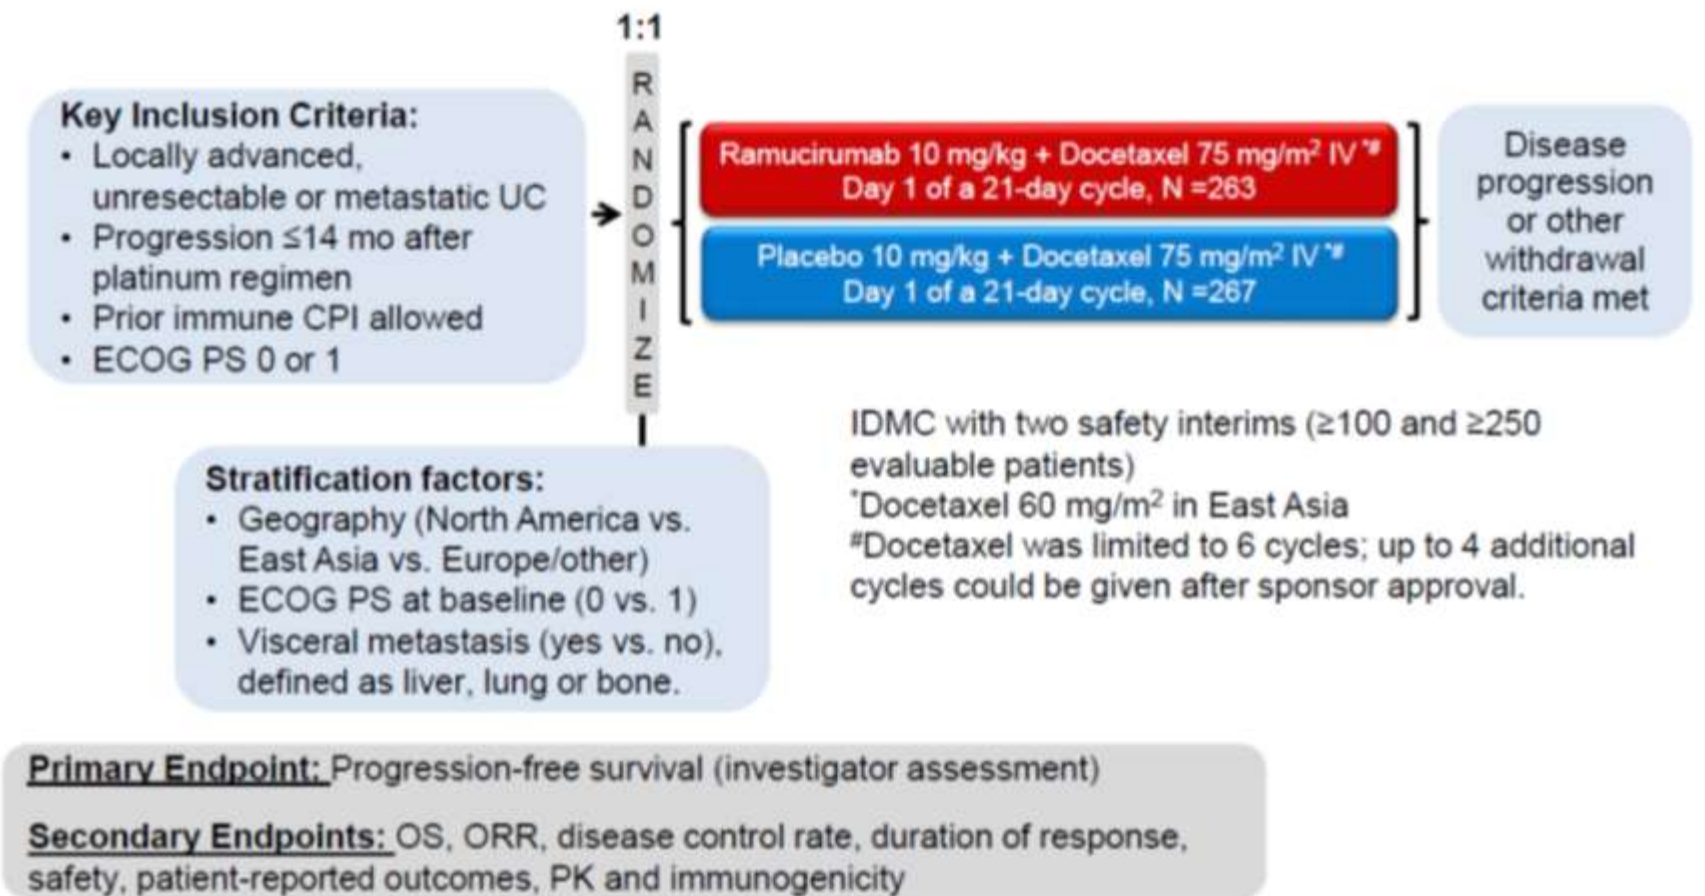 1:1
RANDOMIZE
Key Inclusion Criteria:
• Locally advanced,
unresectable or metastatic UC
• Progression ≤14 mo after
platinum regimen
• Prior immune CPI allowed
• ECOG PS 0 or 1
Ramucirumab 10 mg/kg + Docetaxel 75 mg/m² IV *#
Day 1 of a 21-day cycle, N =263
Placebo 10 mg/kg + Docetaxel 75 mg/m² IV *#
Day 1 of a 21-day cycle, N =267
Disease
progression
or other
withdrawal
criteria met
Stratification factors:
• Geography (North America vs.
East Asia vs. Europe/other)
• ECOG PS at baseline (0 vs. 1)
• Visceral metastasis (yes vs. no),
defined as liver, lung or bone.
IDMC with two safety interims (≥100 and ≥250
evaluable patients)
*Docetaxel 60 mg/m² in East Asia
#Docetaxel was limited to 6 cycles; up to 4 additional
cycles could be given after sponsor approval.
Primary Endpoint: Progression-free survival (investigator assessment)
Secondary Endpoints: OS, ORR, disease control rate, duration of response,
safety, patient-reported outcomes, PK and immunogenicity